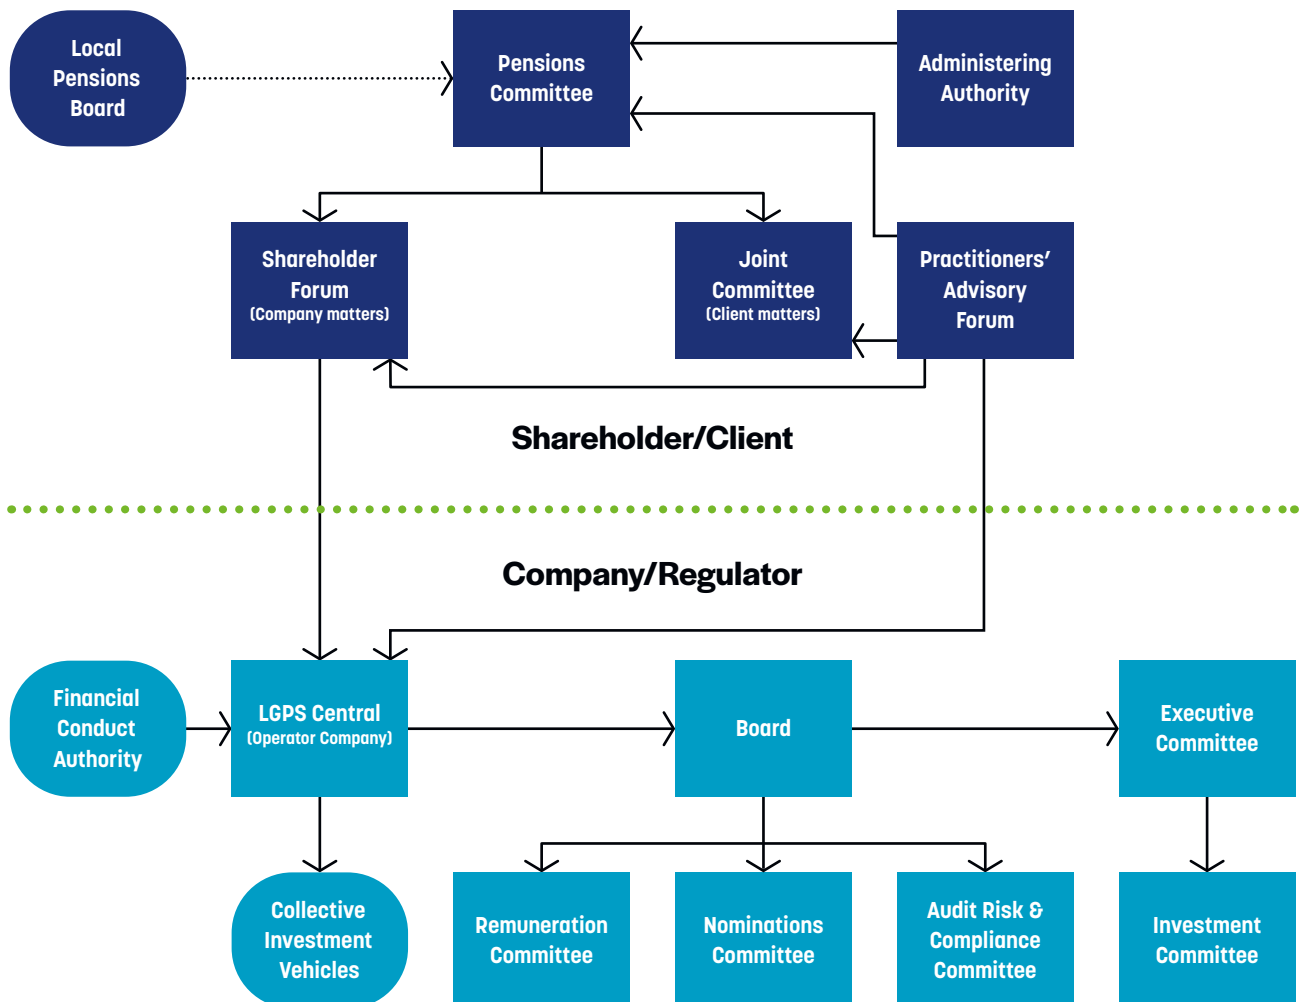 Local
Pensions
Board
Pensions
Committee
Administering
Authority
Shareholder
Forum
(Company matters)
Joint
Committee
(Client matters)
Practitioners’
Advisory
Forum
Shareholder/Client
Company/Regulator
Financial
Conduct
Authority
LGPS Central
(Operator Company)
Board
Executive
Committee
Collective
Investment
Vehicles
Remuneration
Committee
Nominations
Committee
Audit Risk &
Compliance
Committee
Investment
Committee